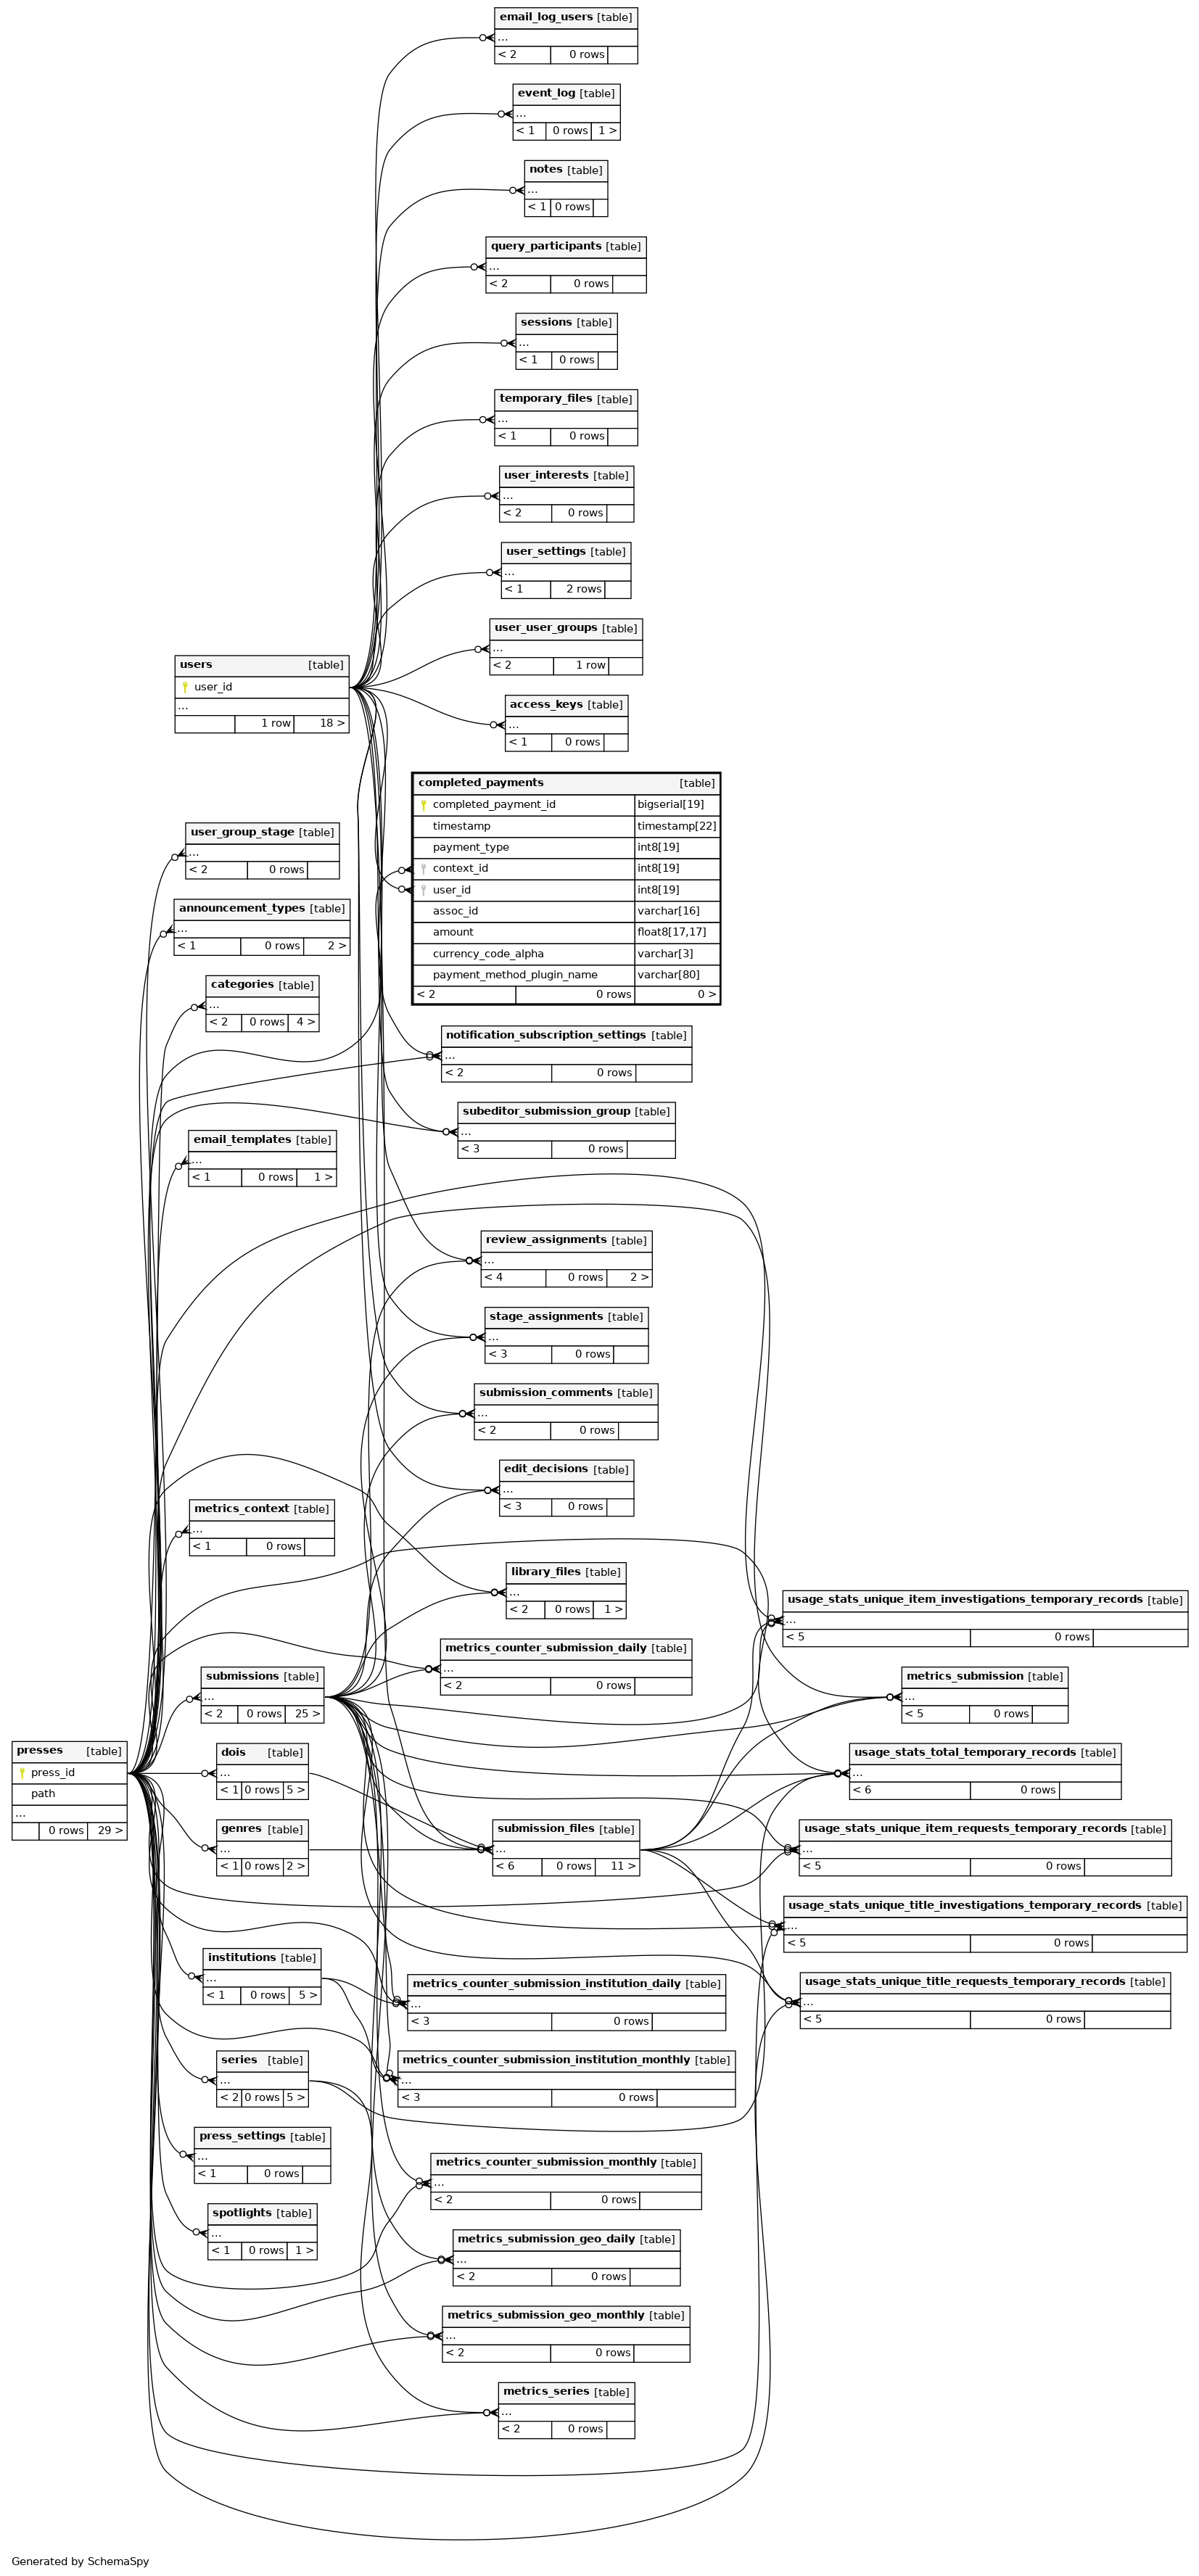 email_log_users [table]
...
< 2 0 rows
event_log [table]
...
< 1 0 rows 1 >
notes [table]
...
< 1 0 rows
query_participants [table]
...
< 2 0 rows
sessions [table]
...
< 1 0 rows
temporary_files [table]
...
< 1 0 rows
user_interests [table]
...
< 2 0 rows
user_settings [table]
...
< 1 2 rows
user_user_groups [table]
...
< 2 1 row
users [table]
user_id
...
1 row 18 >
access_keys [table]
...
< 1 0 rows
completed_payments [table]
completed_payment_id bigserial[19]
timestamp timestamp[22]
payment_type int8[19]
context_id int8[19]
user_id int8[19]
assoc_id varchar[16]
amount float8[17,17]
currency_code_alpha varchar[3]
payment_method_plugin_name varchar[80]
< 2 0 rows 0 >
user_group_stage [table]
...
< 2 0 rows
announcement_types [table]
...
< 1 0 rows 2 >
categories [table]
...
< 2 0 rows 4 >
notification_subscription_settings [table]
...
< 2 0 rows
subeditor_submission_group [table]
...
< 3 0 rows
email_templates [table]
...
< 1 0 rows 1 >
review_assignments [table]
...
< 4 0 rows 2 >
stage_assignments [table]
...
< 3 0 rows
submission_comments [table]
...
< 2 0 rows
edit_decisions [table]
...
< 3 0 rows
metrics_context [table]
...
< 1 0 rows
library_files [table]
...
< 2 0 rows 1 >
usage_stats_unique_item_investigations_temporary_records [table]
...
< 5 0 rows
metrics_counter_submission_daily [table]
...
< 2 0 rows
submissions [table]
...
< 2 0 rows 25 >
metrics_submission [table]
...
< 5 0 rows
presses [table]
press_id
path
...
0 rows 29 >
dois [table]
...
< 1 0 rows 5 >
usage_stats_total_temporary_records [table]
...
< 6 0 rows
genres [table]
...
< 1 0 rows 2 >
submission_files [table]
...
< 6 0 rows 11 >
usage_stats_unique_item_requests_temporary_records [table]
...
< 5 0 rows
usage_stats_unique_title_investigations_temporary_records [table]
...
< 5 0 rows
institutions [table]
...
< 1 0 rows 5 >
metrics_counter_submission_institution_daily [table]
...
< 3 0 rows
usage_stats_unique_title_requests_temporary_records [table]
...
< 5 0 rows
series [table]
...
< 2 0 rows 5 >
metrics_counter_submission_institution_monthly [table]
...
< 3 0 rows
press_settings [table]
...
< 1 0 rows
metrics_counter_submission_monthly [table]
...
< 2 0 rows
spotlights [table]
...
< 1 0 rows 1 >
metrics_submission_geo_daily [table]
...
< 2 0 rows
metrics_submission_geo_monthly [table]
...
< 2 0 rows
metrics_series [table]
...
< 2 0 rows
Generated by SchemaSpy